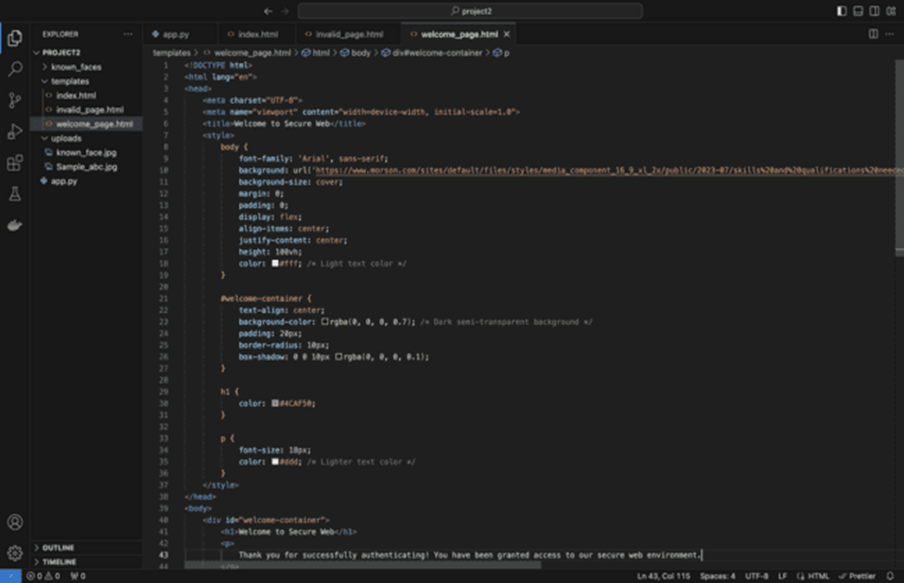 project2
EXPLORER
app.py
index.html
invalid_page.html
welcome_page.html
PROJECT2
known_faces
templates
index.html
invalid_page.html
welcome_page.html
uploads
known_face.jpg
Sample_abc.jpg
app.py
OUTLINE
TIMELINE
templates > welcome_page.html > html > body > div#welcome-container > p
1 <!DOCTYPE html>
2 <html lang="en">
3 <head>
4 <meta charset="UTF-8">
5 <meta name="viewport" content="width=device-width, initial-scale=1.0">
6 <title>Welcome to Secure Web</title>
7 <style>
8 body {
9 font-family: 'Arial', sans-serif;
10 background: url('https://www.morson.com/sites/default/files/styles/media_component_16_9_xl_2x/public/2023-07/skills%20and%20qualifications%20needed
11 background-size: cover;
12 margin: 0;
13 padding: 0;
14 display: flex;
15 align-items: center;
16 justify-content: center;
17 height: 100vh;
18 color: #fff; /* Light text color */
19 }
20
21 #welcome-container {
22 text-align: center;
23 background-color: rgba(0, 0, 0, 0.7); /* Dark semi-transparent background */
24 padding: 20px;
25 border-radius: 10px;
26 box-shadow: 0 0 10px rgba(0, 0, 0, 0.1);
27 }
28
29 h1 {
30 color: #4CAF50;
31 }
32
33 p {
34 font-size: 18px;
35 color: #ddd; /* Lighter text color */
36 }
37 </style>
38 </head>
39 <body>
40 <div id="welcome-container">
41 <h1>Welcome to Secure Web</h1>
42 <p>
43 Thank you for successfully authenticating! You have been granted access to our secure web environment.
44 </p>
0 0 0 Ln 43, Col 115 Spaces: 4 UTF-8 LF HTML Prettier